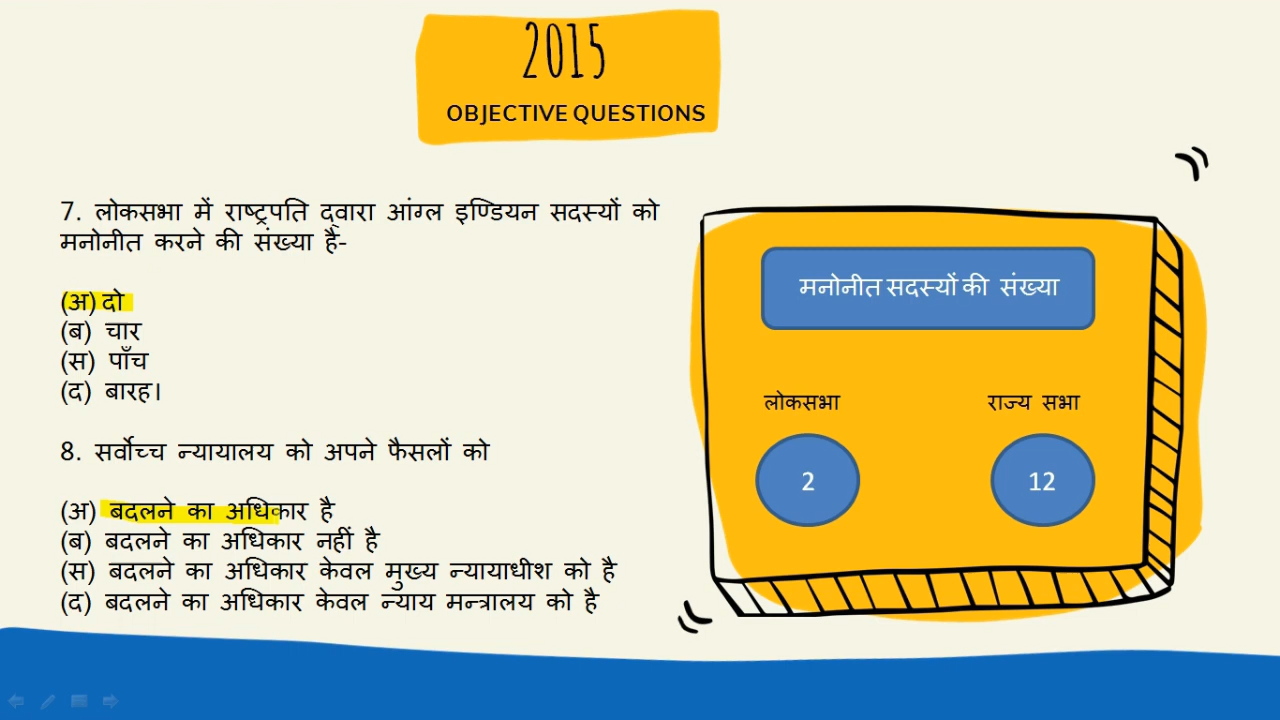 2015
OBJECTIVE QUESTIONS
7. लोकसभा में राष्ट्रपति द्वारा आंग्ल इण्डियन सदस्यों को
मनोनीत करने की संख्या है-
(अ) दो
(ब) चार
(स) पाँच
(द) बारह।
8. सर्वोच्च न्यायालय को अपने फैसलों को
(अ) बदलने का अधिकार है
(ब) बदलने का अधिकार नहीं है
(स) बदलने का अधिकार केवल मुख्य न्यायाधीश को है
(द) बदलने का अधिकार केवल न्याय मन्त्रालय को है
मनोनीत सदस्यों की संख्या
लोकसभा राज्य सभा
2 12